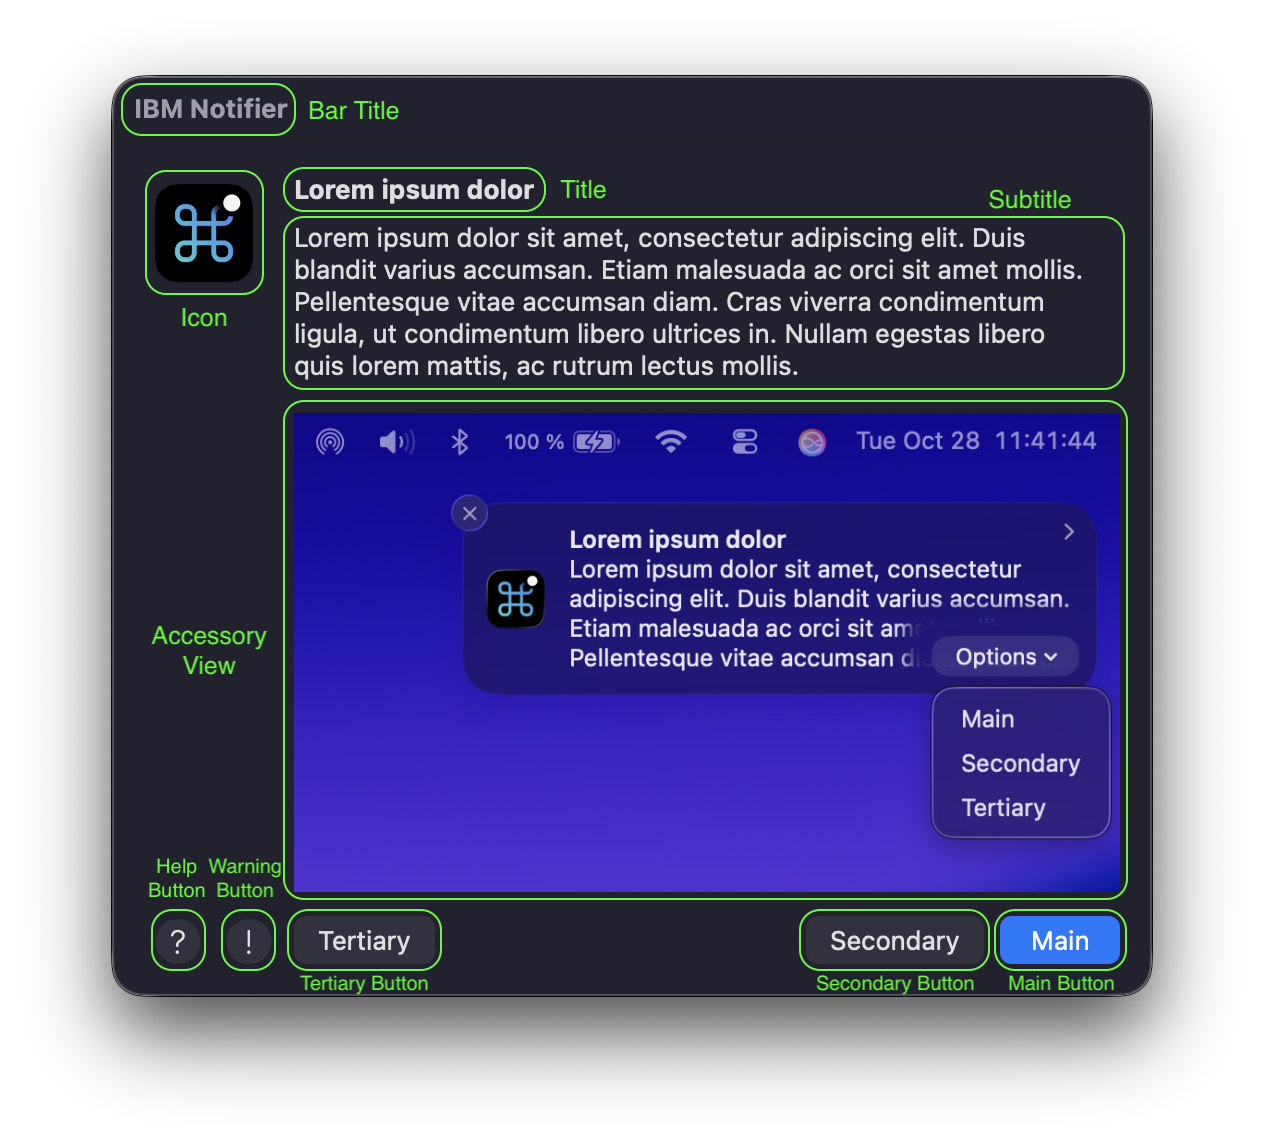 IBM Notifier
Bar Title
Lorem ipsum dolor
Title
Subtitle
Lorem ipsum dolor sit amet, consectetur adipiscing elit. Duis
blandit varius accumsan. Etiam malesuada ac orci sit amet mollis.
Pellentesque vitae accumsan diam. Cras viverra condimentum
ligula, ut condimentum libero ultrices in. Nullam egestas libero
quis lorem mattis, ac rutrum lectus mollis.
Icon
100 %
Tue Oct 28 11:41:44
Lorem ipsum dolor
Lorem ipsum dolor sit amet, consectetur
adipiscing elit. Duis blandit varius accumsan.
Etiam malesuada ac orci sit
Pellentesque vitae accumsan
Options
Main
Secondary
Tertiary
Accessory
View
Help
Button
Warning
Button
?
!
Tertiary
Secondary
Main
Tertiary Button
Secondary Button
Main Button